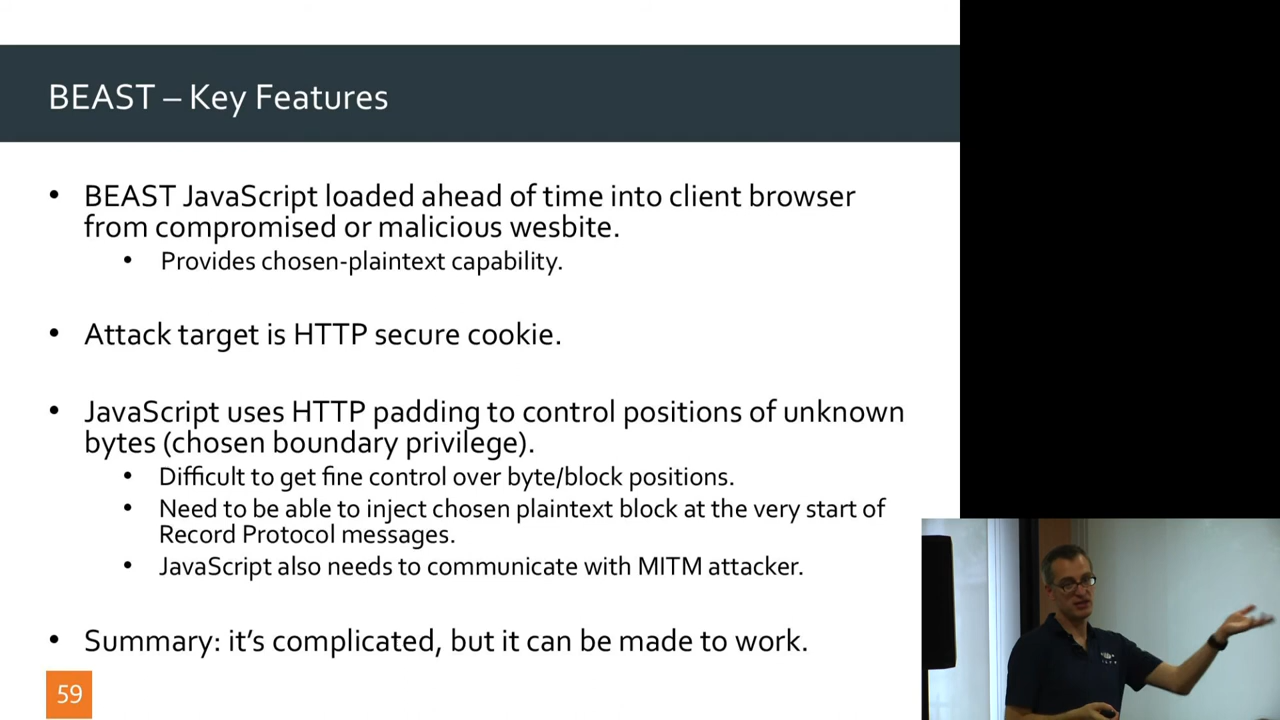 BEAST – Key Features
• BEAST JavaScript loaded ahead of time into client browser
from compromised or malicious wesbite.
• Provides chosen-plaintext capability.
• Attack target is HTTP secure cookie.
• JavaScript uses HTTP padding to control positions of unknown
bytes (chosen boundary privilege).
• Difficult to get fine control over byte/block positions.
• Need to be able to inject chosen plaintext block at the very start of
Record Protocol messages.
• JavaScript also needs to communicate with MITM attacker.
• Summary: it's complicated, but it can be made to work.
59